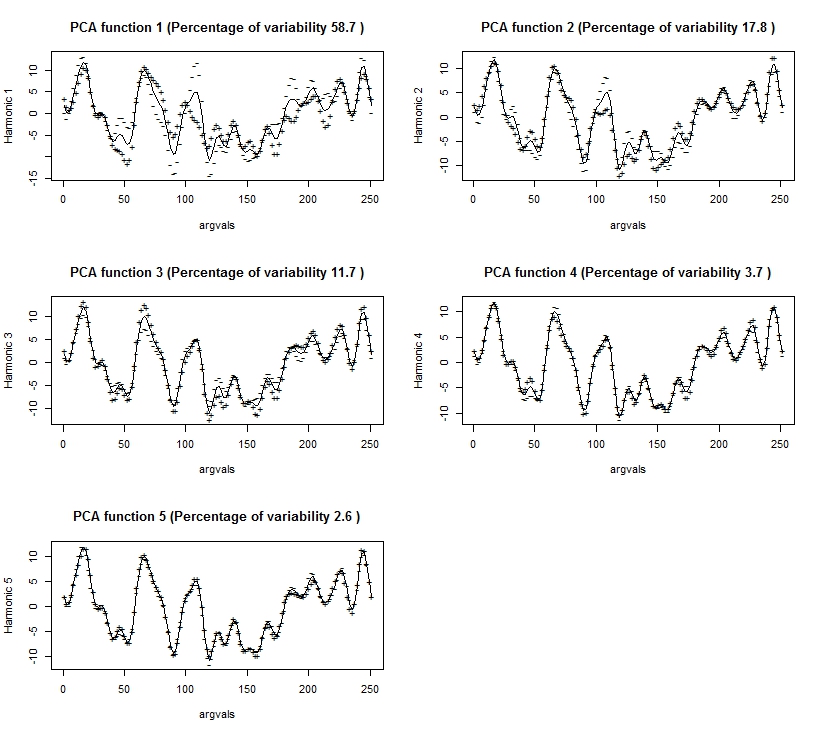 PCA function 1 (Percentage of variability 58.7 )
Harmonic 1
10
5
0
-5
-15
0 50 100 150 200 250
argvals
PCA function 2 (Percentage of variability 17.8 )
Harmonic 2
10
5
0
-5
-10
0 50 100 150 200 250
argvals
PCA function 3 (Percentage of variability 11.7 )
Harmonic 3
10
5
0
-5
-10
0 50 100 150 200 250
argvals
PCA function 4 (Percentage of variability 3.7 )
Harmonic 4
10
5
0
-5
-10
0 50 100 150 200 250
argvals
PCA function 5 (Percentage of variability 2.6 )
Harmonic 5
10
5
0
-5
-10
0 50 100 150 200 250
argvals